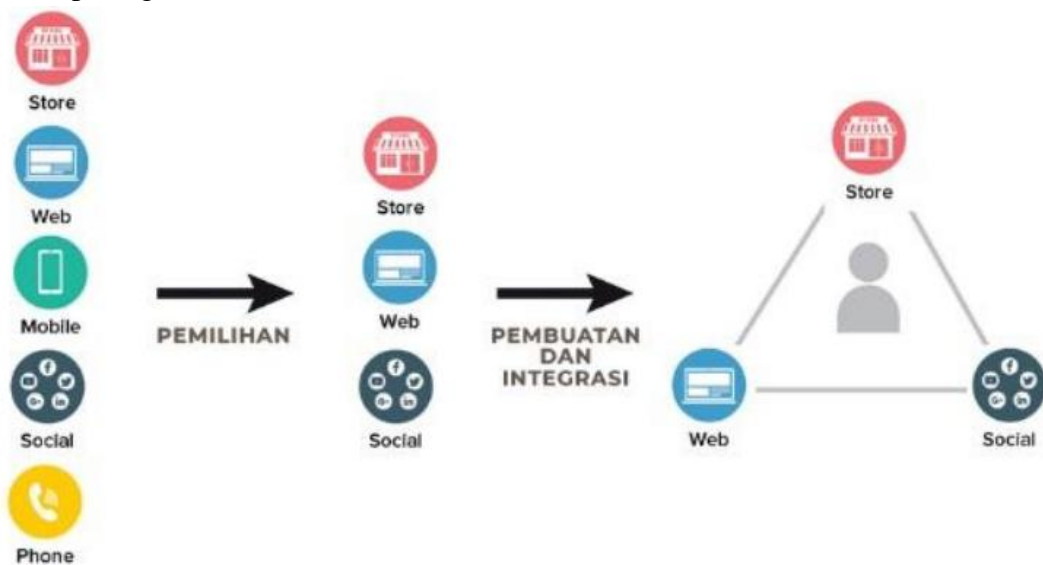 Store
Web
Mobile
Social
Phone
PEMILIHAN
Store
Web
Social
PEMBUATAN
DAN
INTEGRASI
Store
Web
Social